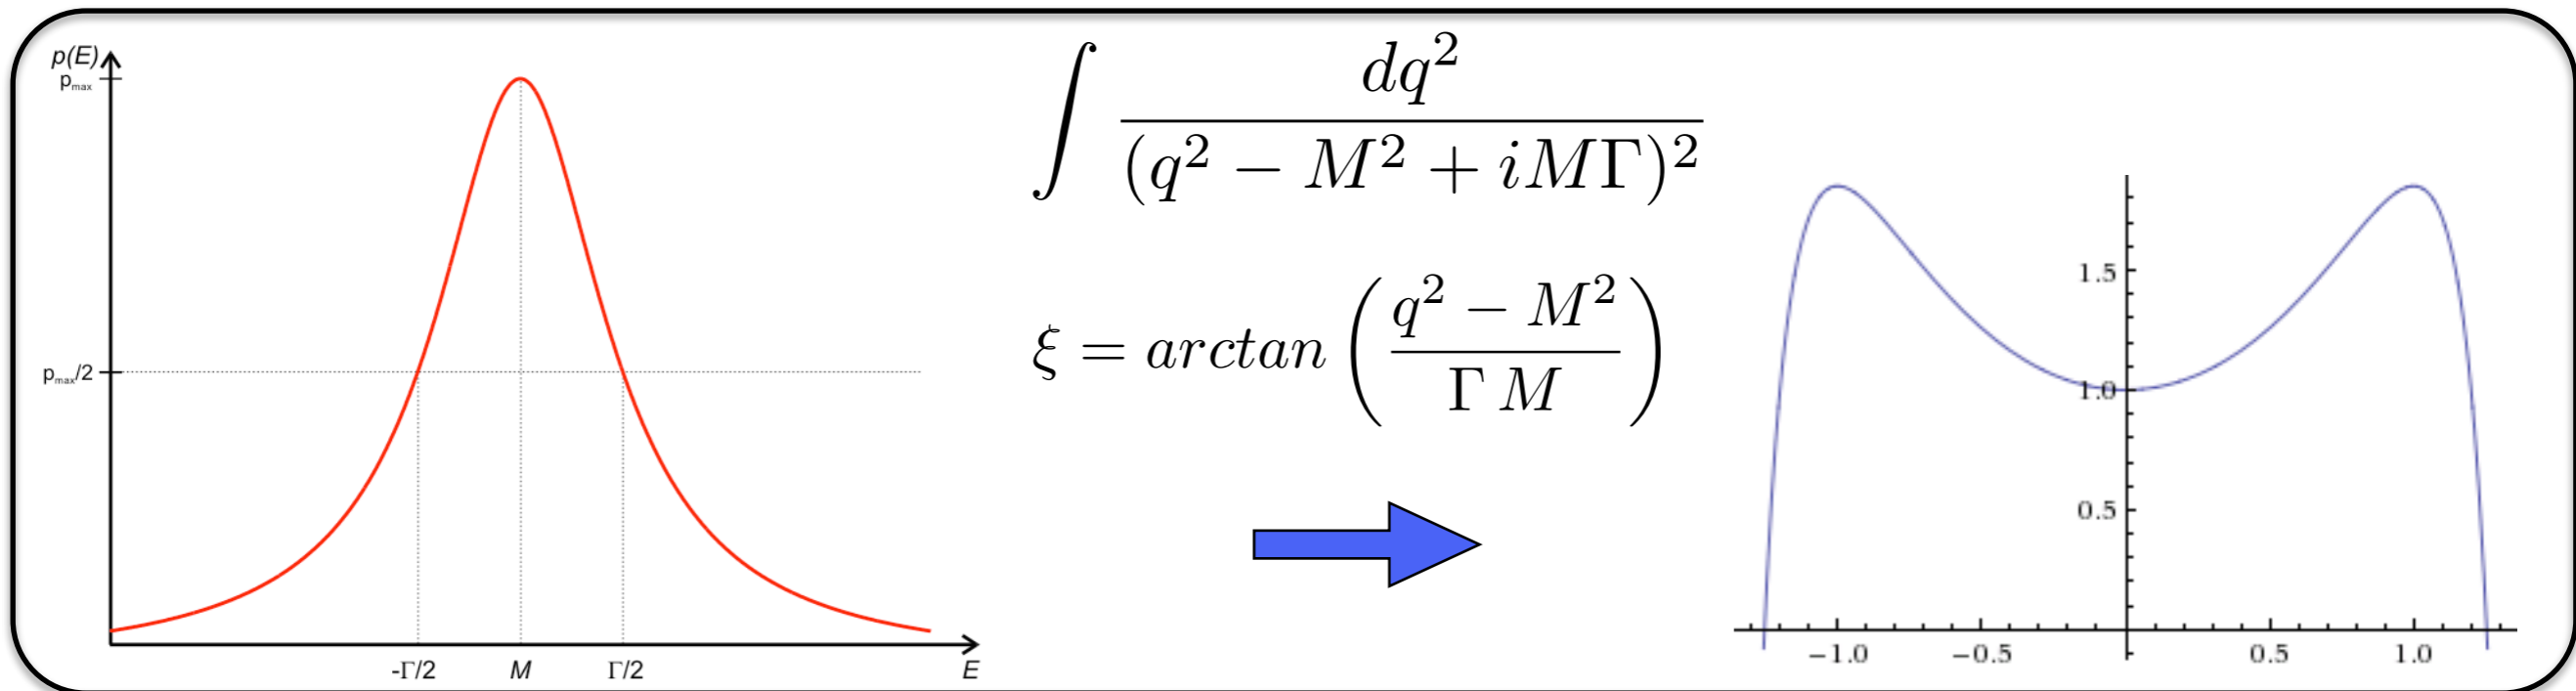 p(E)
p_max
p_max/2
-Γ/2 M Γ/2 E
∫ dq² / (q² − M² + iMΓ)²
ξ = arctan ( (q² − M²) / (Γ M) )
1.5
1.0
0.5
−1.0 −0.5 0.5 1.0